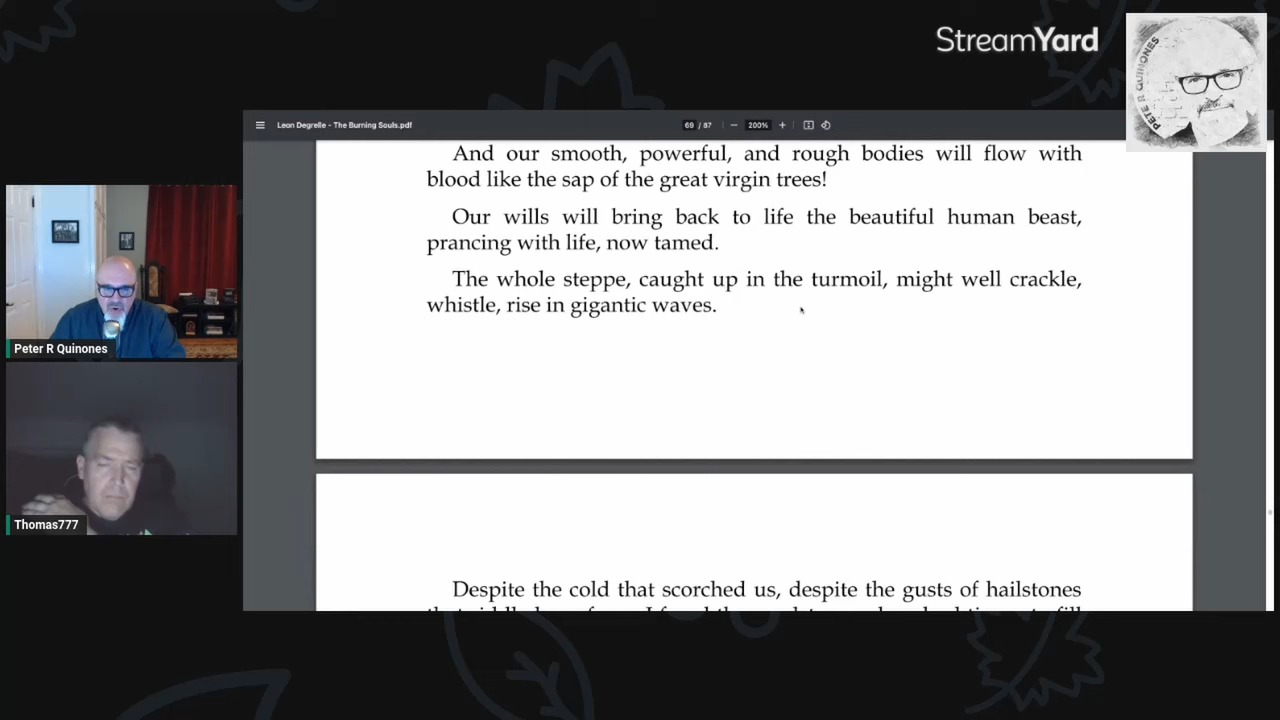 StreamYard
PETER R QUINONES
Leon Degrelle - The Burning Souls.pdf
69 / 87
200%
And our smooth, powerful, and rough bodies will flow with
blood like the sap of the great virgin trees!
Our wills will bring back to life the beautiful human beast,
prancing with life, now tamed.
The whole steppe, caught up in the turmoil, might well crackle,
whistle, rise in gigantic waves.
Despite the cold that scorched us, despite the gusts of hailstones
Peter R Quinones
Thomas777